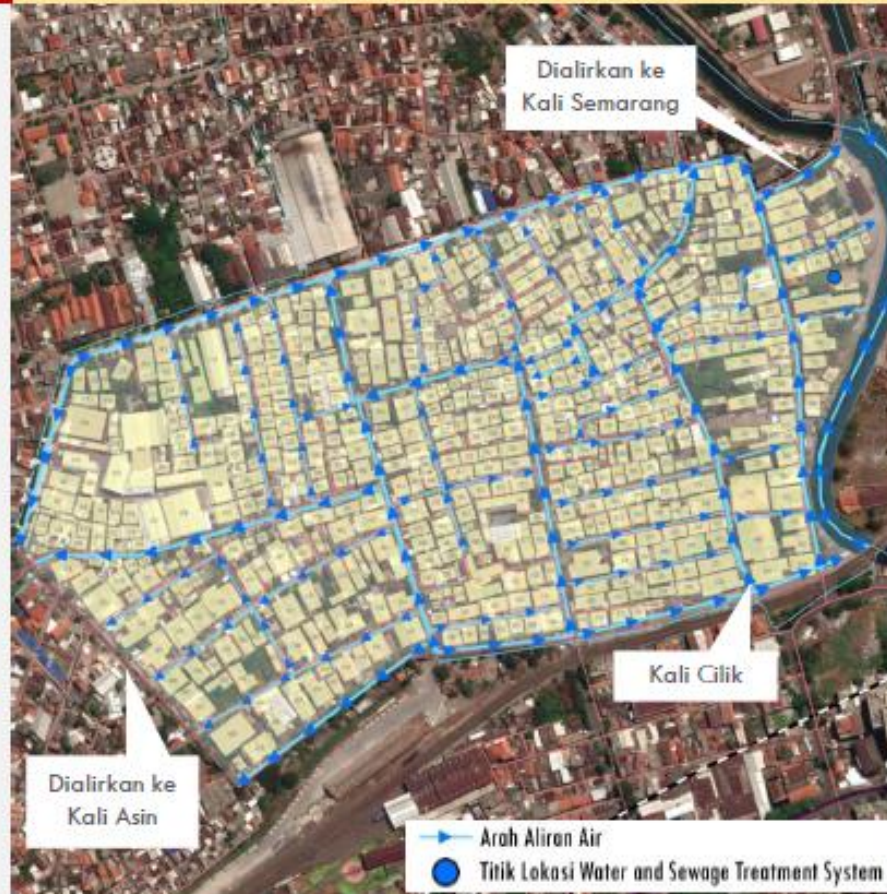 Dialirkan ke
Kali Semarang
Kali Cilik
Dialirkan ke
Kali Asin
Arah Aliran Air
Titik Lokasi Water and Sewage Treatment System